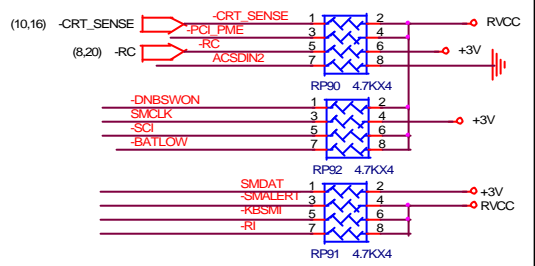 (10,16) -CRT_SENSE -CRT_SENSE 1 2 RVCC
-PCI_PME 3 4
(8,20) -RC -RC 5 6 +3V
ACSDIN2 7 8
RP90 4.7KX4
-DNBSWON 1 2
SMCLK 3 4 +3V
-SCI 5 6
-BATLOW 7 8
RP92 4.7KX4
SMDAT 1 2 +3V
-SMALERT 3 4 RVCC
-KBSMI 5 6
-RI 7 8
RP91 4.7KX4